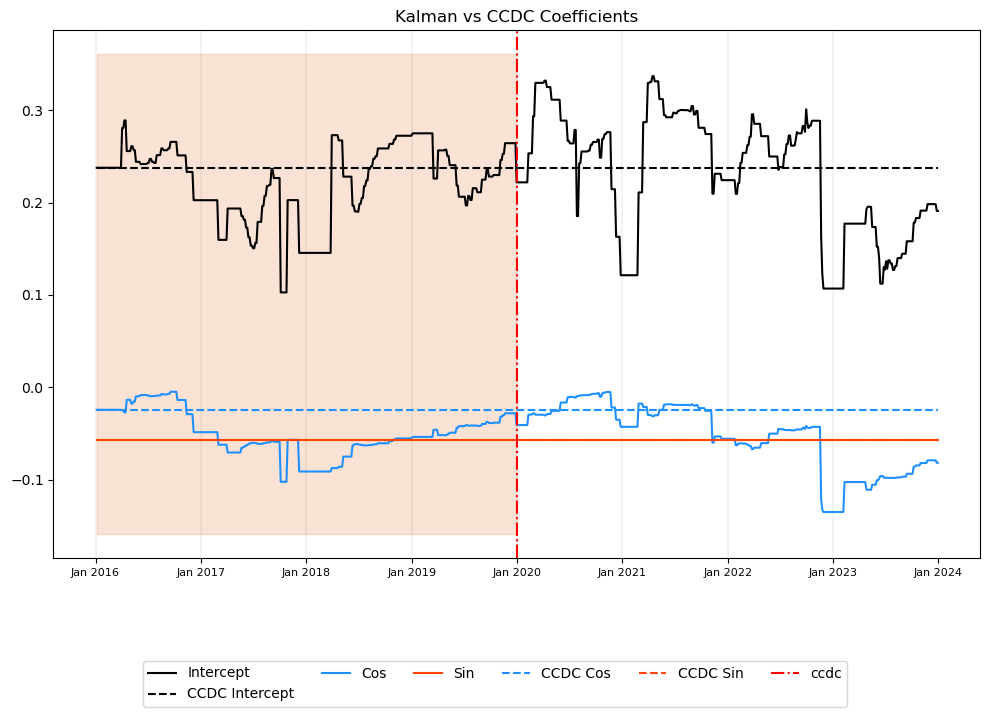 Kalman vs CCDC Coefficients
0.3
0.2
0.1
0.0
−0.1
Jan 2016 Jan 2017 Jan 2018 Jan 2019 Jan 2020 Jan 2021 Jan 2022 Jan 2023 Jan 2024
Intercept Cos Sin CCDC Cos CCDC Sin ccdc
CCDC Intercept